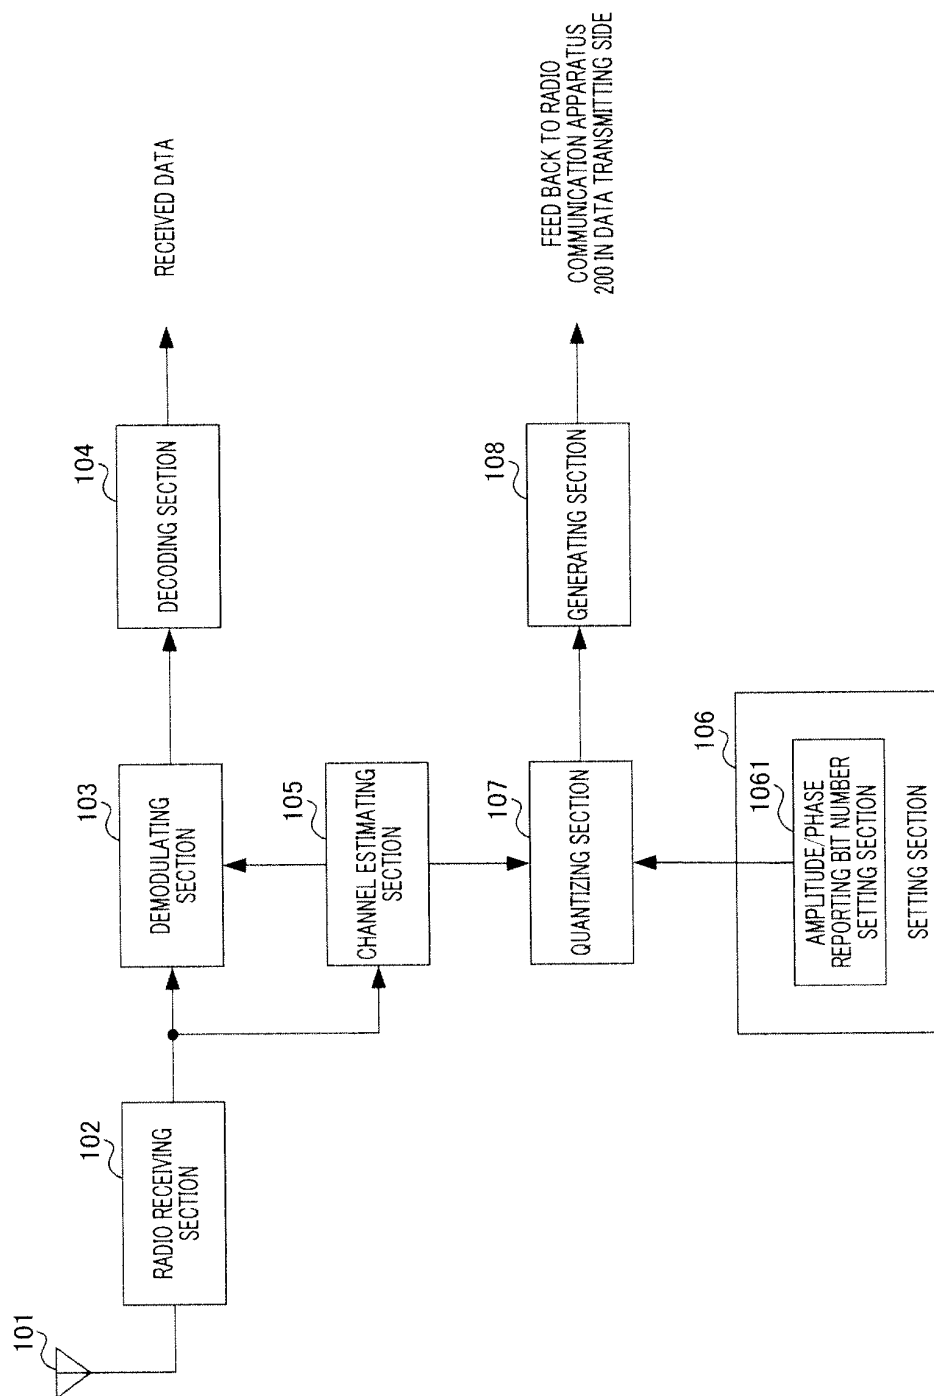 101
102
RADIO RECEIVING
SECTION
103
DEMODULATING
SECTION
104
DECODING SECTION
RECEIVED DATA
105
CHANNEL ESTIMATING
SECTION
107
QUANTIZING SECTION
108
GENERATING SECTION
FEED BACK TO RADIO
COMMUNICATION APPARATUS
200 IN DATA TRANSMITTING SIDE
106
1061
AMPLITUDE/PHASE
REPORTING BIT NUMBER
SETTING SECTION
SETTING SECTION